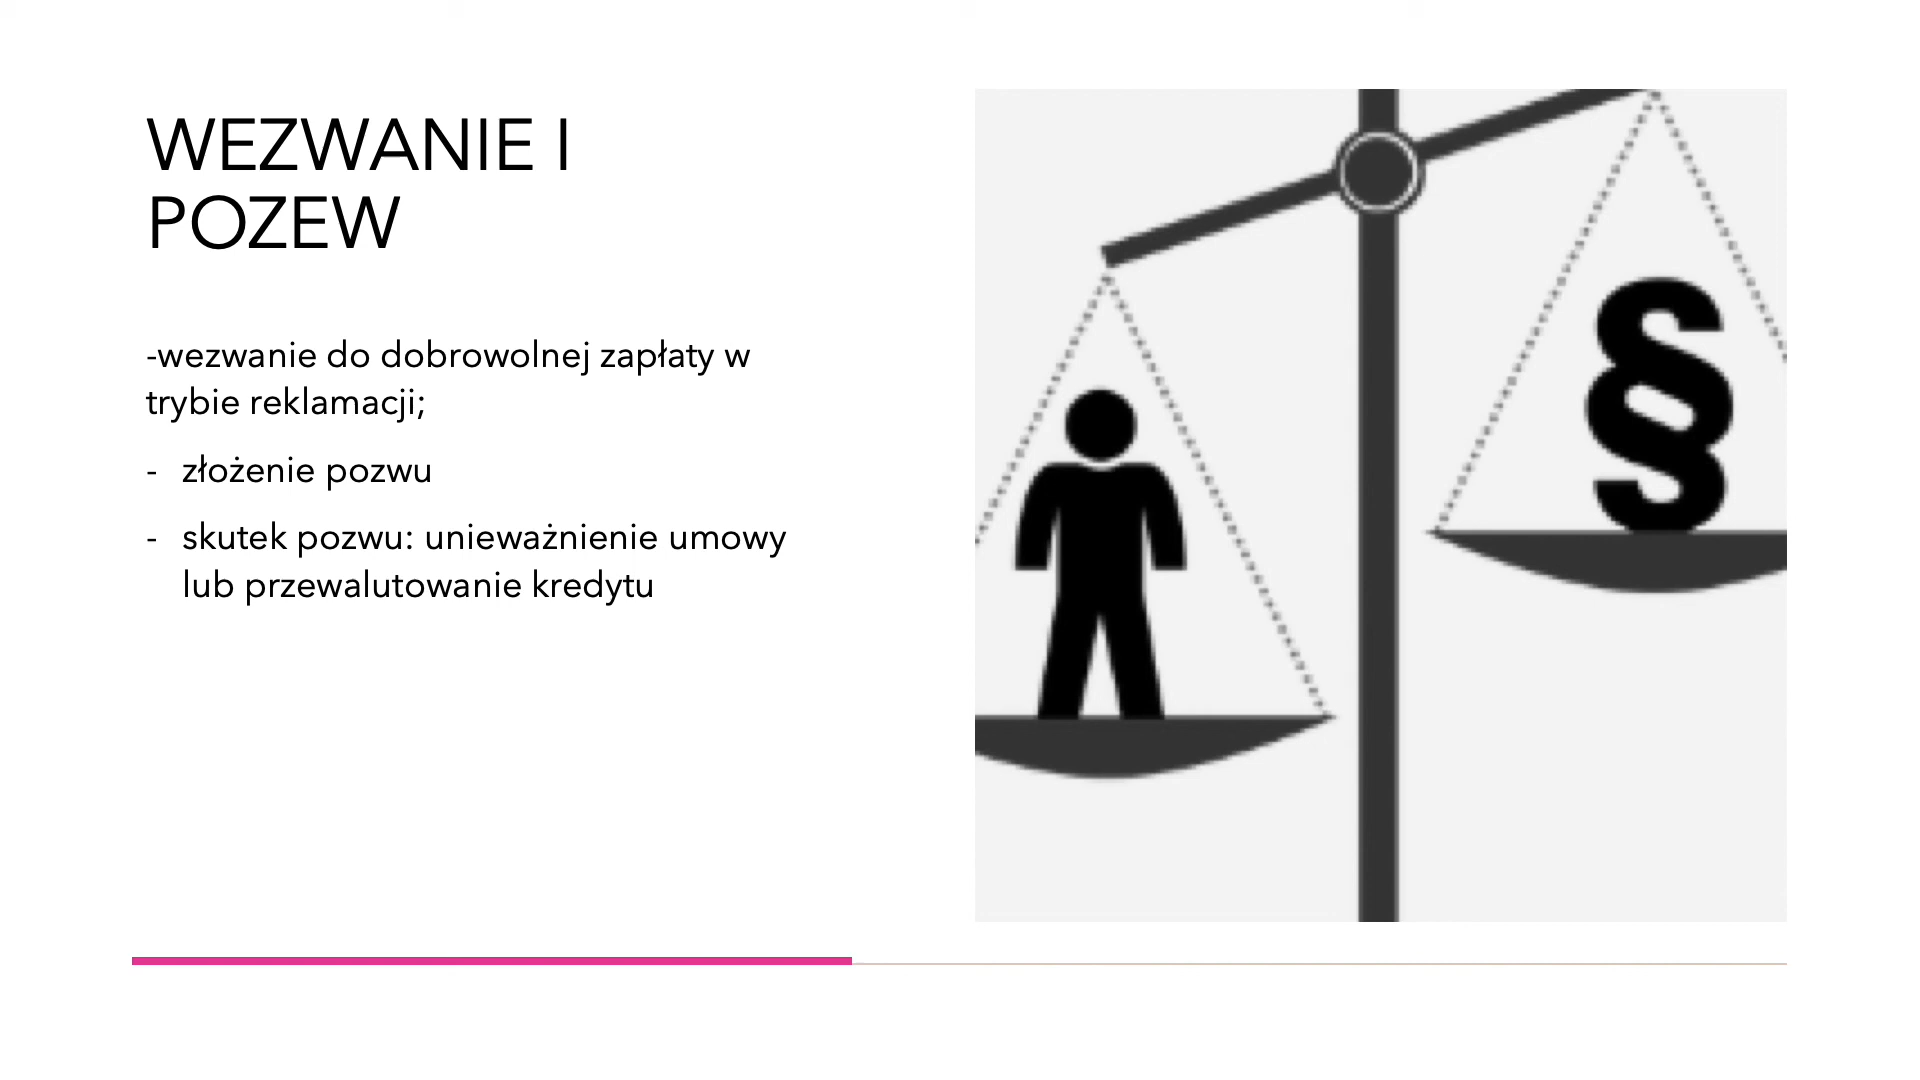 WEZWANIE I
POZEW
-wezwanie do dobrowolnej zapłaty w
trybie reklamacji;
- złożenie pozwu
- skutek pozwu: unieważnienie umowy
lub przewalutowanie kredytu
§